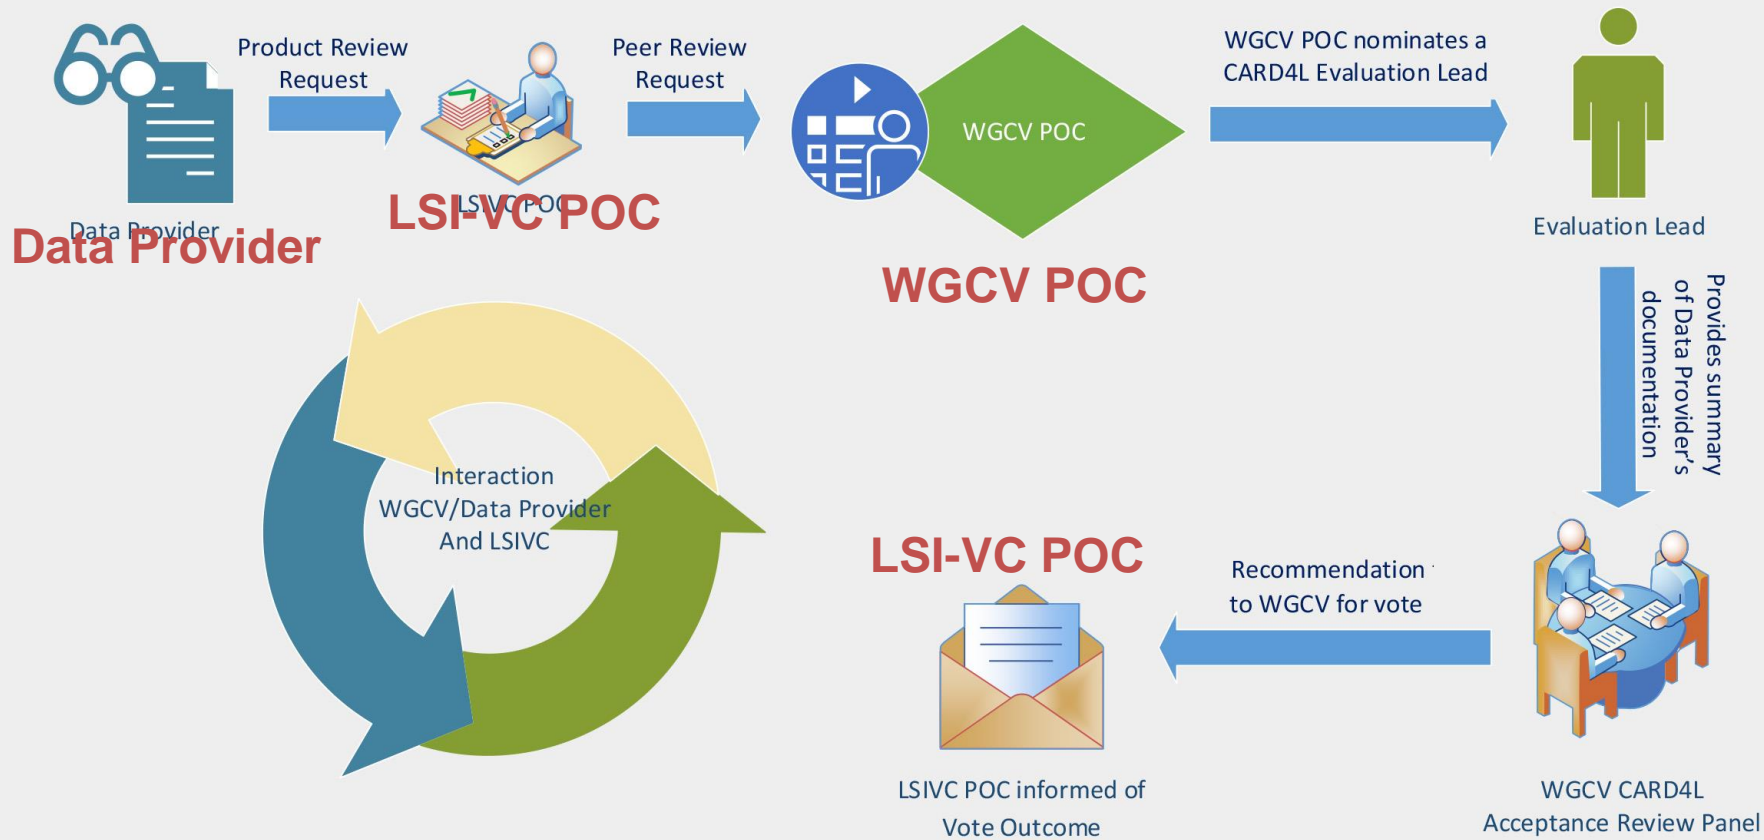 Product Review
Request
Peer Review
Request
WGCV POC nominates a
CARD4L Evaluation Lead
WGCV POC
LSIVC POC
LSI-VC POC
Data Provider
Data Provider
Evaluation Lead
WGCV POC
Provides summary
of Data Provider's
documentation
Interaction
WGCV/Data Provider
And LSIVC
LSI-VC POC
Recommendation
to WGCV for vote
LSIVC POC informed of
Vote Outcome
WGCV CARD4L
Acceptance Review Panel